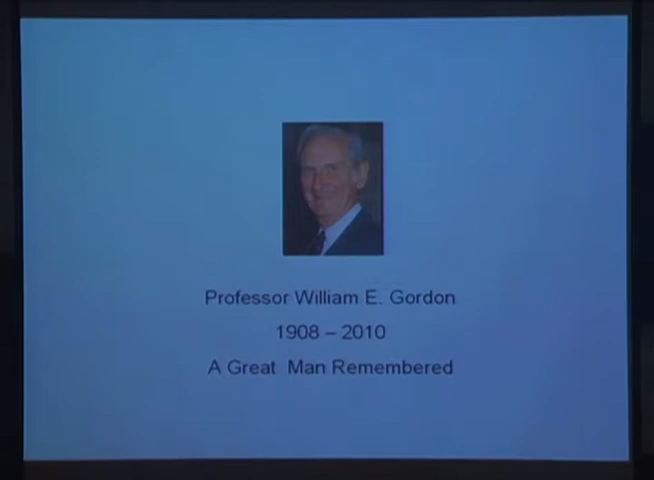 Professor William E. Gordon
1908 – 2010
A Great Man Remembered